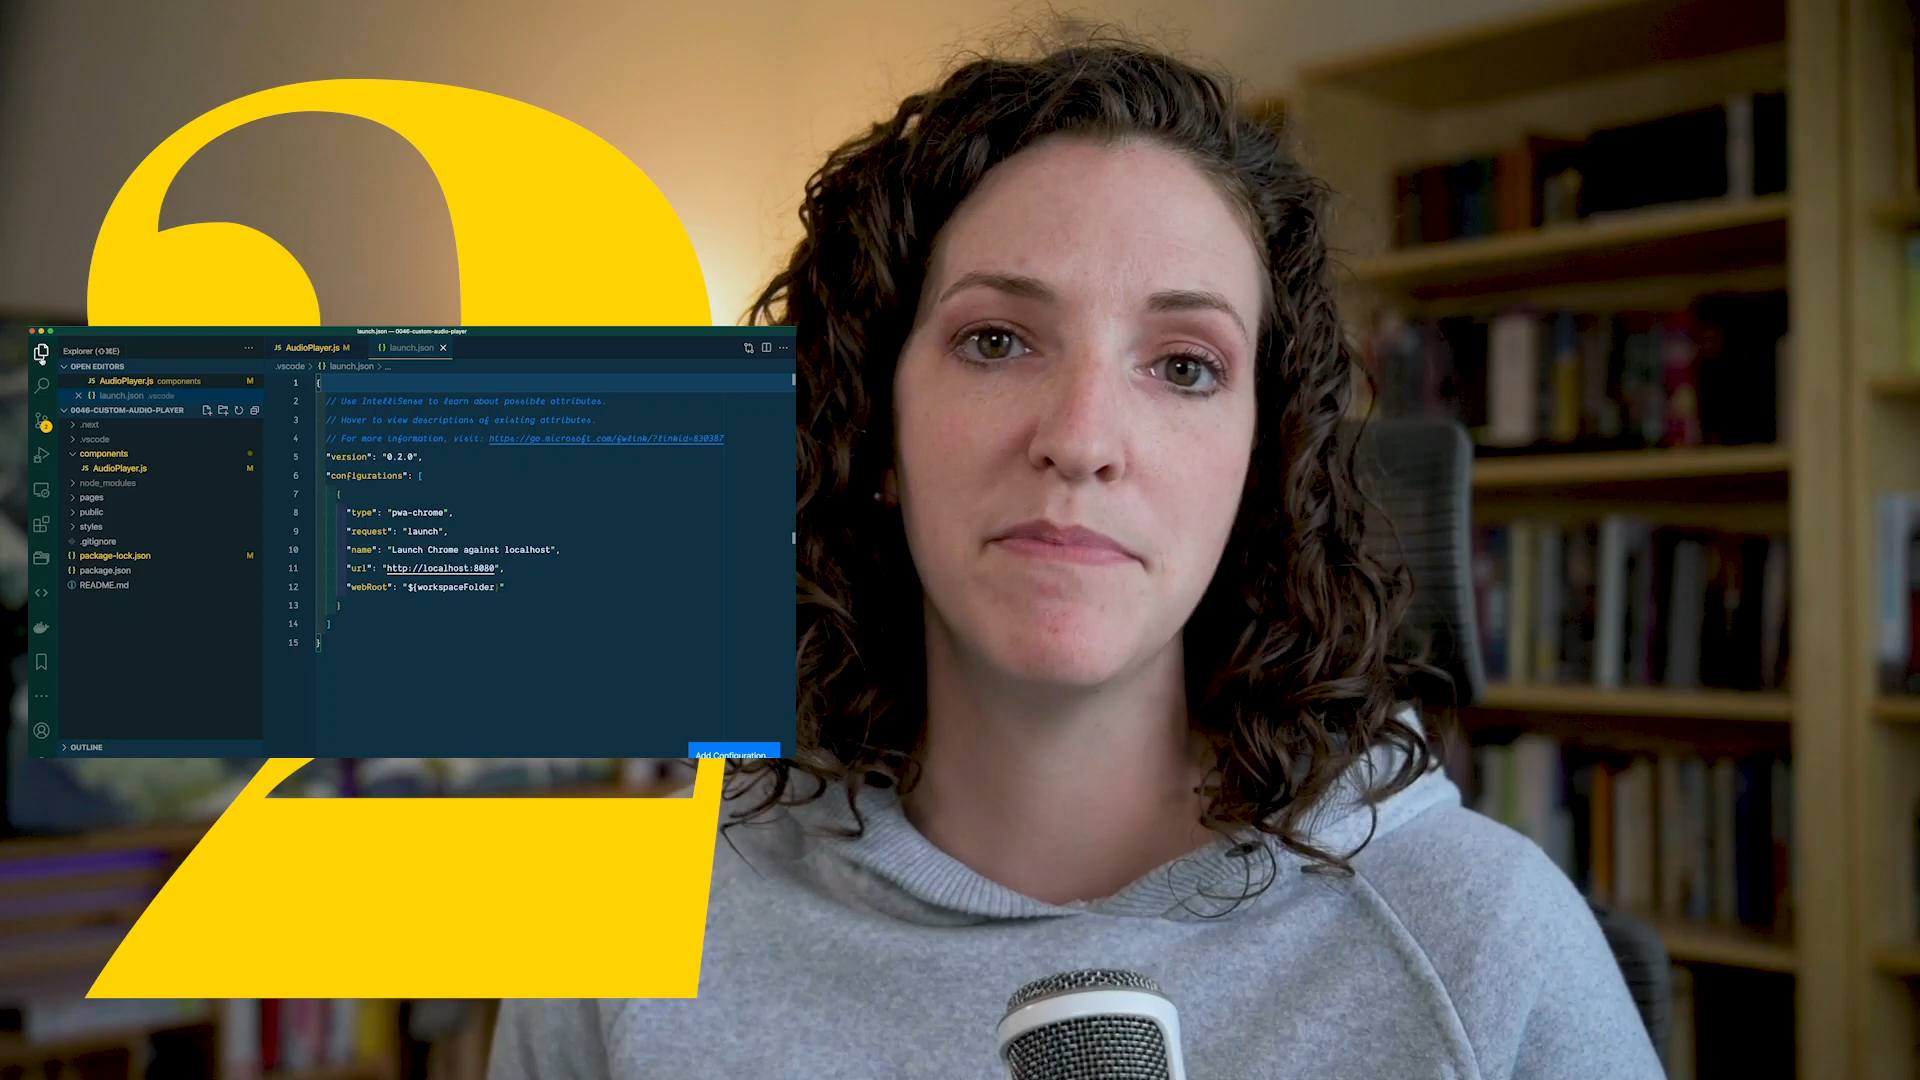 2
launch.json — 0046-custom-audio-player
Explorer (⇧⌘E)
OPEN EDITORS
JS AudioPlayer.js components M
{} launch.json .vscode
0046-CUSTOM-AUDIO-PLAYER
.next
.vscode
components
JS AudioPlayer.js M
node_modules
pages
public
styles
.gitignore
{} package-lock.json M
{} package.json
README.md
OUTLINE
2
JS AudioPlayer.js M
{} launch.json
.vscode > {} launch.json > ...
1 {
2 // Use IntelliSense to learn about possible attributes.
3 // Hover to view descriptions of existing attributes.
4 // For more information, visit: https://go.microsoft.com/fwlink/?linkid=830387
5 "version": "0.2.0",
6 "configurations": [
7 {
8 "type": "pwa-chrome",
9 "request": "launch",
10 "name": "Launch Chrome against localhost",
11 "url": "http://localhost:8080",
12 "webRoot": "${workspaceFolder}"
13 }
14 ]
15 }
Add Configuration...